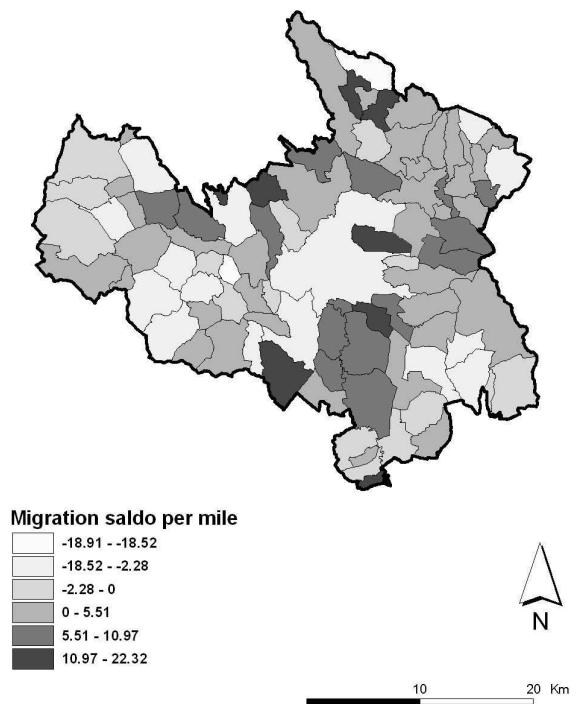 Migration saldo per mile
-18.91 - -18.52
-18.52 - -2.28
-2.28 - 0
0 - 5.51
5.51 - 10.97
10.97 - 22.32
N
10 20 Km